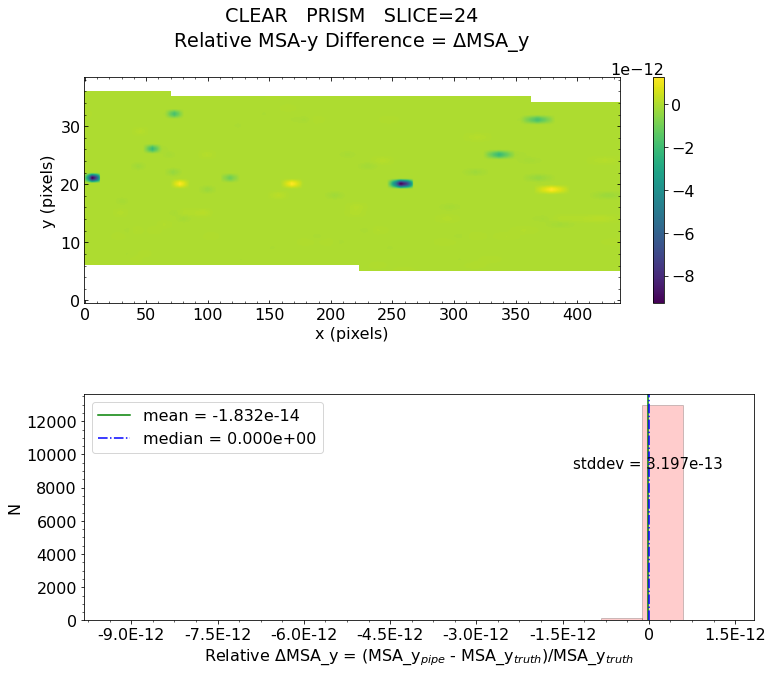 CLEAR PRISM SLICE=24
Relative MSA-y Difference = ΔMSA_y
1e−12
y (pixels)
30
20
10
0
0 50 100 150 200 250 300 350 400
x (pixels)
0
−2
−4
−6
−8
N
12000
10000
8000
6000
4000
2000
0
mean = -1.832e-14
median = 0.000e+00
stddev = 3.197e-13
-9.0E-12 -7.5E-12 -6.0E-12 -4.5E-12 -3.0E-12 -1.5E-12 0 1.5E-12
Relative ΔMSA_y = (MSA_y_pipe - MSA_y_truth)/MSA_y_truth